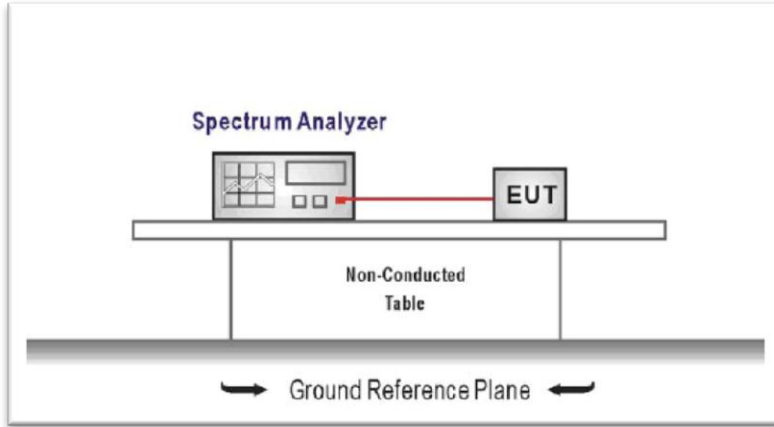 Spectrum Analyzer
EUT
Non-Conducted
Table
Ground Reference Plane